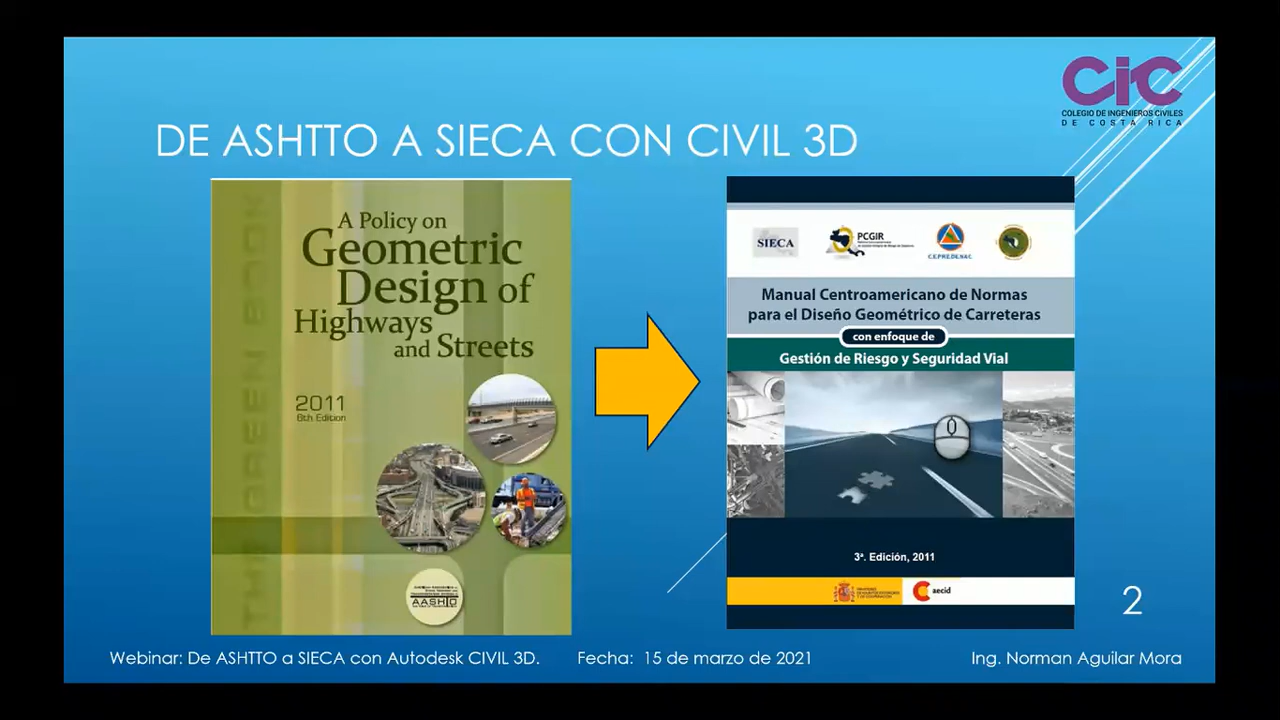 CiC
COLEGIO DE INGENIEROS CIVILES
DE COSTA RICA
DE ASHTTO A SIECA CON CIVIL 3D
THE GREEN BOOK
A Policy on
Geometric
Design of
Highways
and Streets
2011
6th Edition
AASHTO
SIECA
PCGIR
C.E.P.R.E.D.E.N.A.C.
Manual Centroamericano de Normas
para el Diseño Geométrico de Carreteras
con enfoque de
Gestión de Riesgo y Seguridad Vial
3ª. Edición, 2011
aecid
2
Webinar: De ASHTTO a SIECA con Autodesk CIVIL 3D.
Fecha: 15 de marzo de 2021
Ing. Norman Aguilar Mora